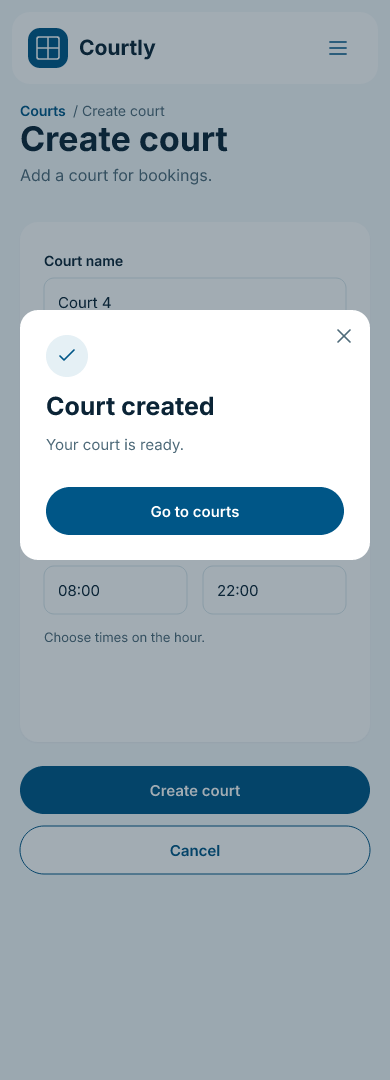 Courtly
Courts / Create court
Create court
Add a court for bookings.
Court name
Court 4
Court created
Your court is ready.
Go to courts
08:00 22:00
Choose times on the hour.
Create court
Cancel